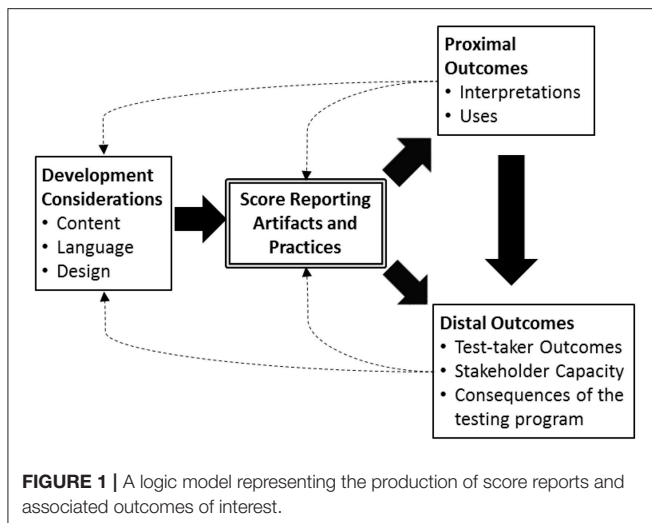 Proximal
Outcomes
• Interpretations
• Uses
Development
Considerations
• Content
• Language
• Design
Score Reporting
Artifacts and
Practices
Distal Outcomes
• Test-taker Outcomes
• Stakeholder Capacity
• Consequences of the
testing program
FIGURE 1 | A logic model representing the production of score reports and
associated outcomes of interest.